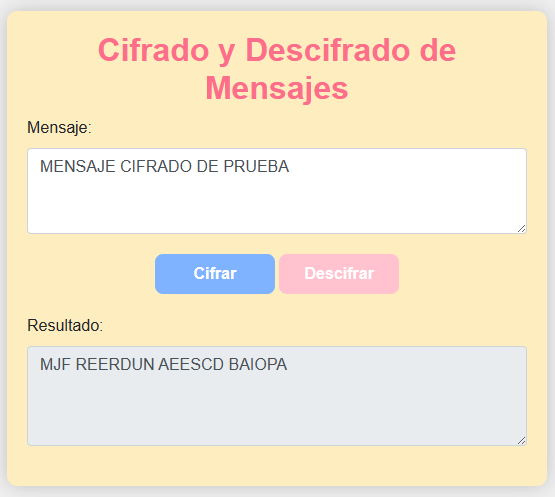 Cifrado y Descifrado de
Mensajes
Mensaje:
MENSAJE CIFRADO DE PRUEBA
Cifrar
Descifrar
Resultado:
MJF REERDUN AEESCD BAIOPA